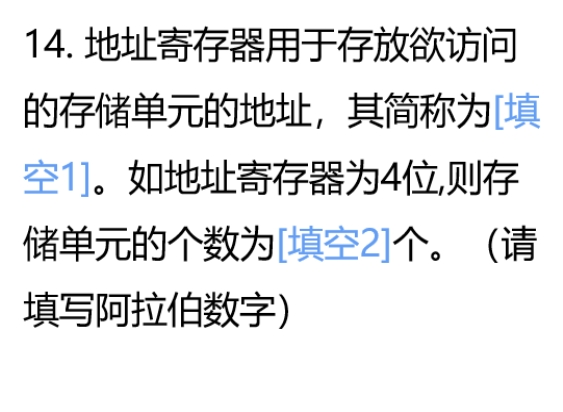 14. 地址寄存器用于存放欲访问
的存储单元的地址，其简称为[填
空1]。如地址寄存器为4位,则存
储单元的个数为[填空2]个。（请
填写阿拉伯数字）